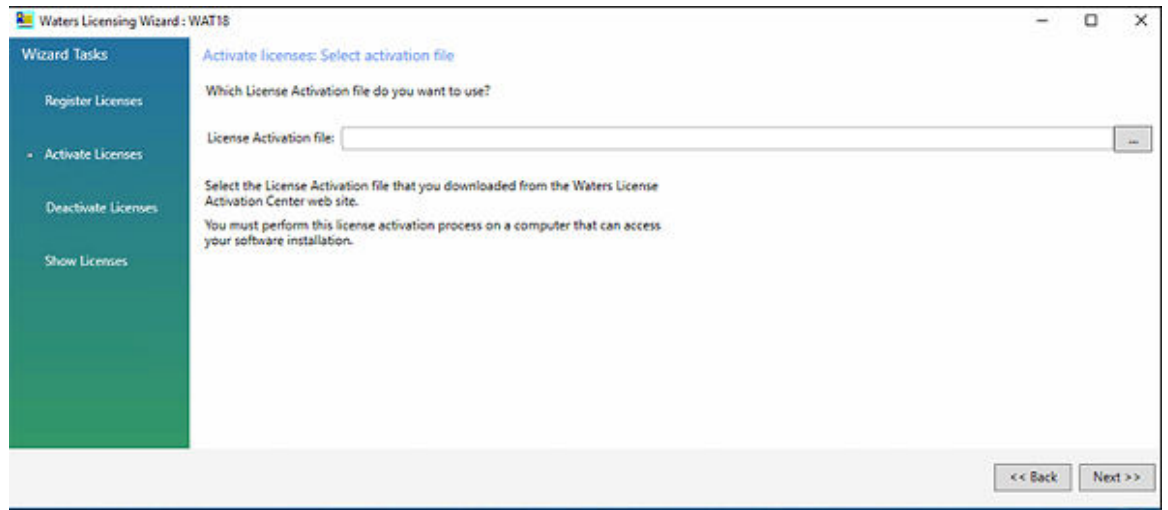 Waters Licensing Wizard : WAT18
Wizard Tasks
Register Licenses
Activate Licenses
Deactivate Licenses
Show Licenses
Activate licenses: Select activation file
Which License Activation file do you want to use?
License Activation file:
...
Select the License Activation file that you downloaded from the Waters License
Activation Center web site.
You must perform this license activation process on a computer that can access
your software installation.
<< Back
Next >>